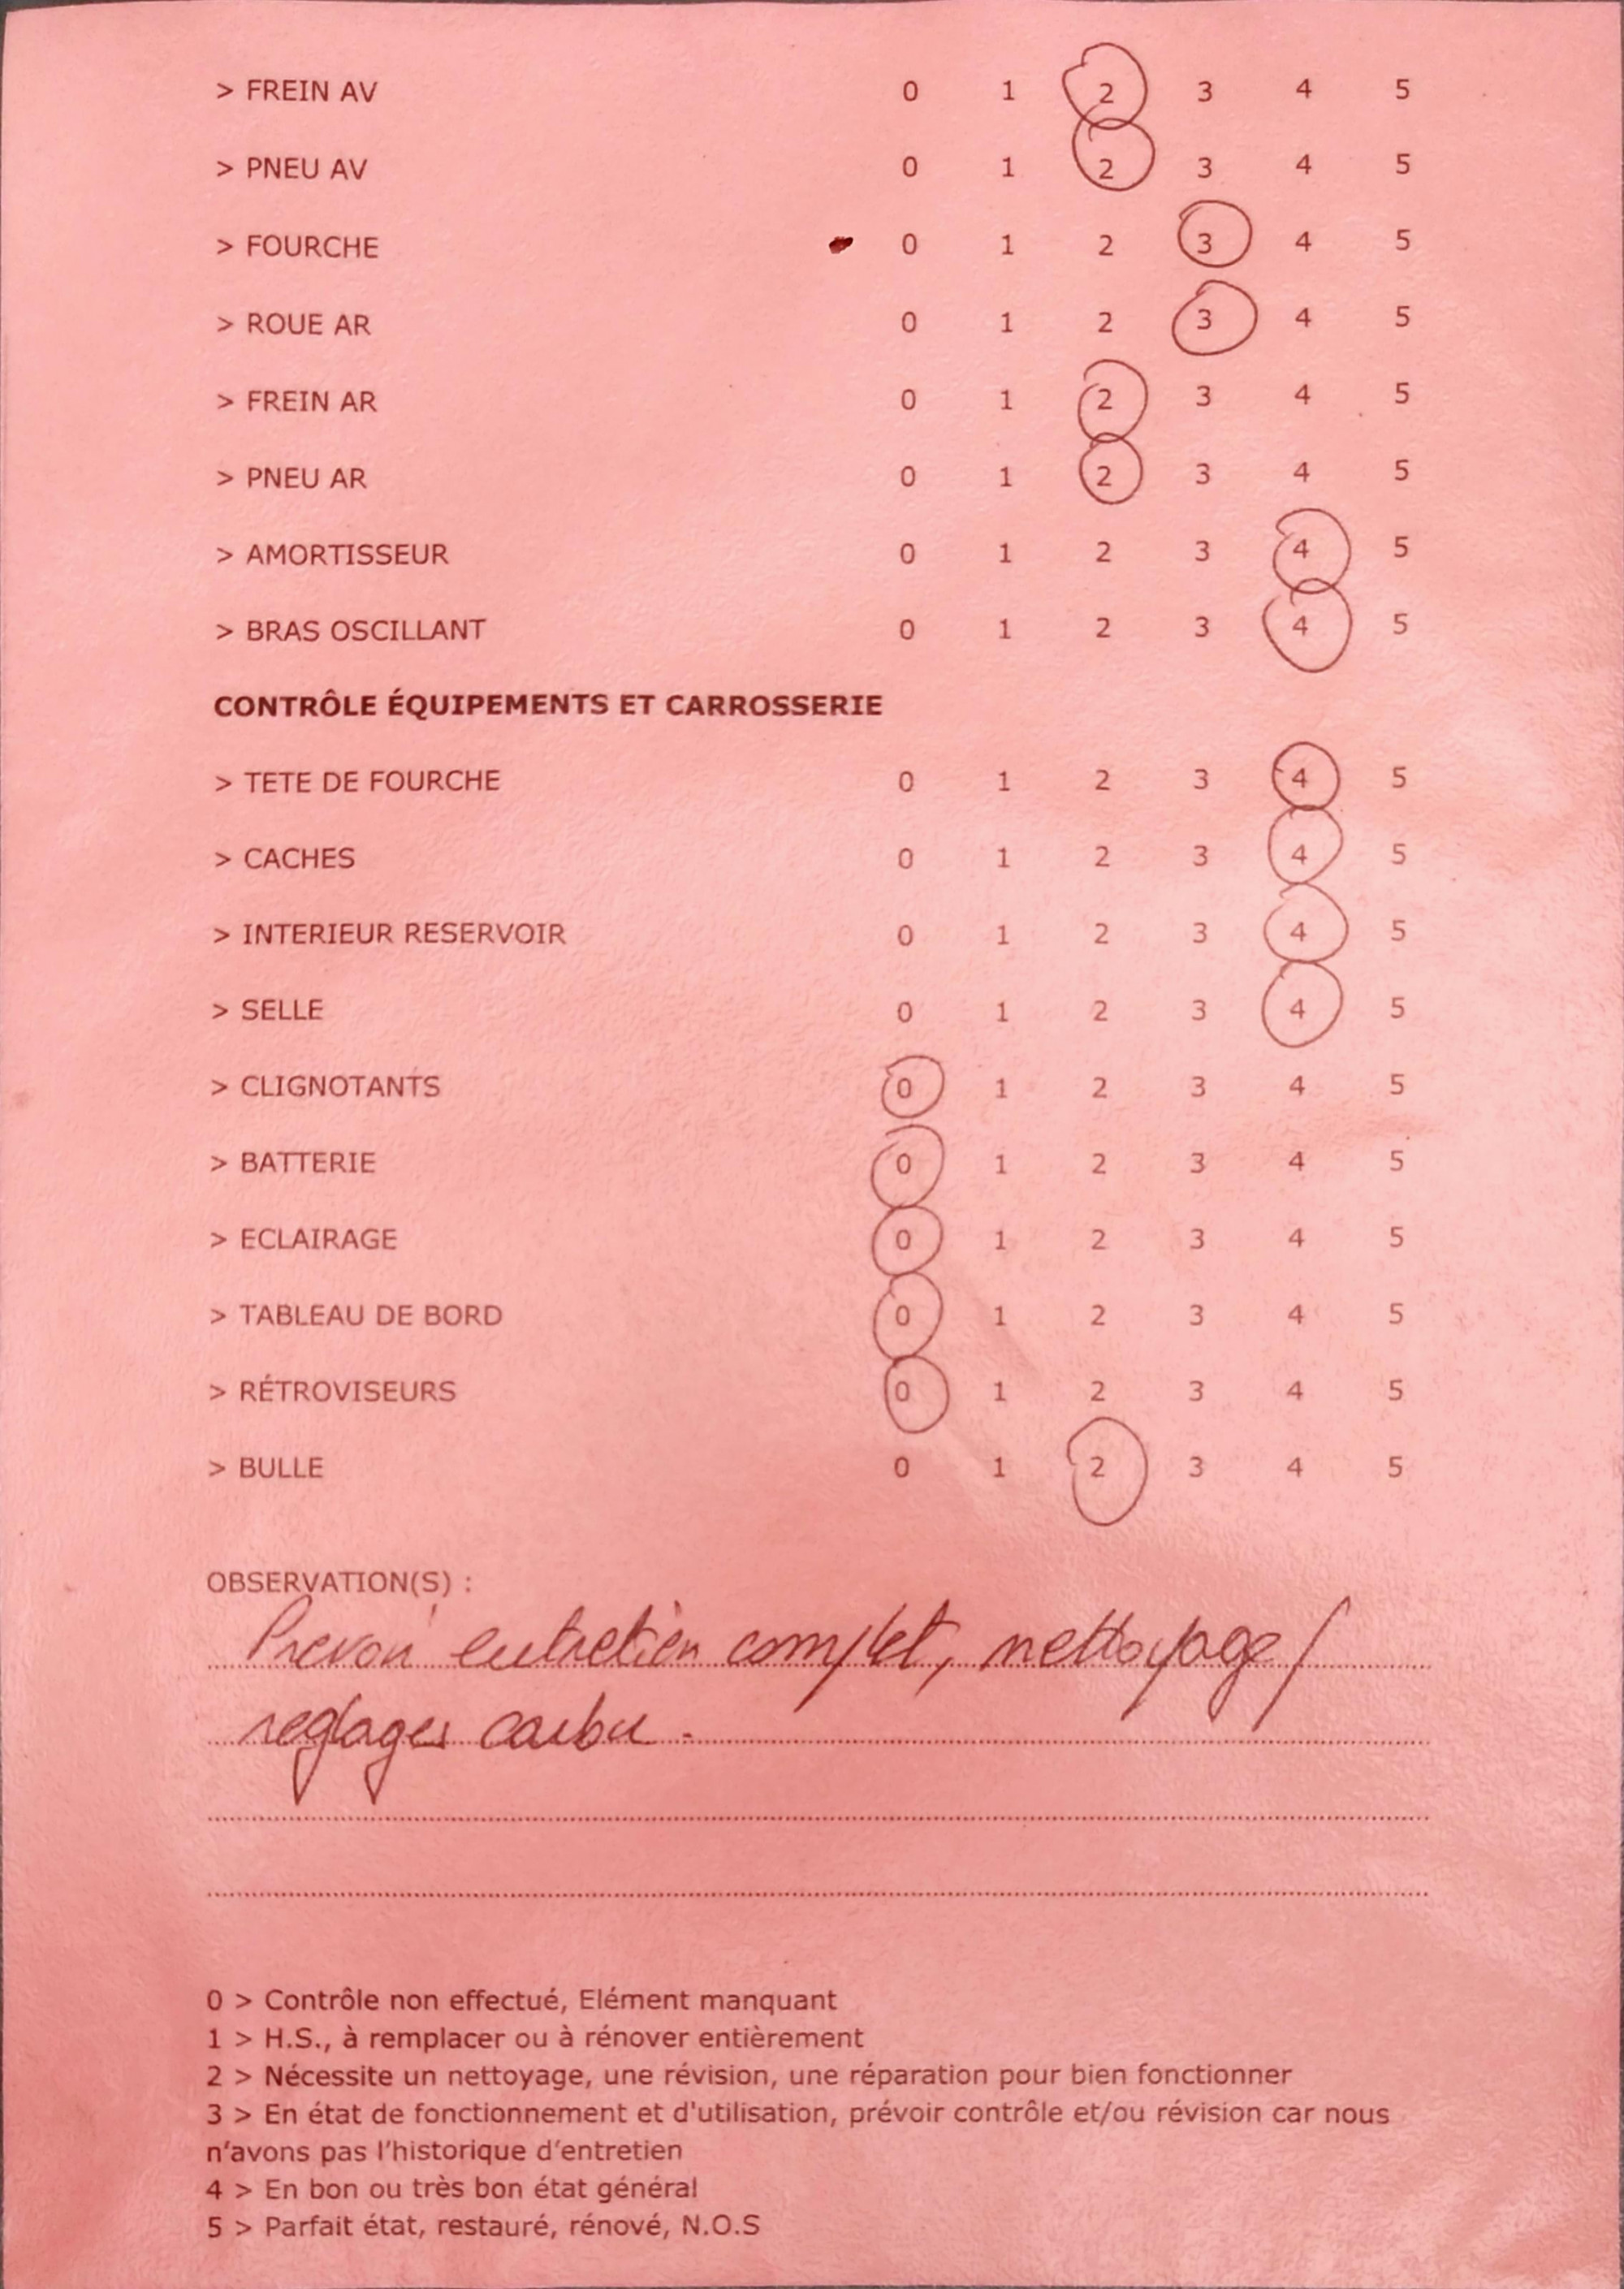 > FREIN AV 0 1 2 3 4 5
> PNEU AV 0 1 2 3 4 5
> FOURCHE 0 1 2 3 4 5
> ROUE AR 0 1 2 3 4 5
> FREIN AR 0 1 2 3 4 5
> PNEU AR 0 1 2 3 4 5
> AMORTISSEUR 0 1 2 3 4 5
> BRAS OSCILLANT 0 1 2 3 4 5
CONTRÔLE ÉQUIPEMENTS ET CARROSSERIE
> TETE DE FOURCHE 0 1 2 3 4 5
> CACHES 0 1 2 3 4 5
> INTERIEUR RESERVOIR 0 1 2 3 4 5
> SELLE 0 1 2 3 4 5
> CLIGNOTANTS 0 1 2 3 4 5
> BATTERIE 0 1 2 3 4 5
> ECLAIRAGE 0 1 2 3 4 5
> TABLEAU DE BORD 0 1 2 3 4 5
> RÉTROVISEURS 0 1 2 3 4 5
> BULLE 0 1 2 3 4 5
OBSERVATION(S) :
Prevoir entretien complet, nettoyage /
reglages carbu.
0 > Contrôle non effectué, Elément manquant
1 > H.S., à remplacer ou à rénover entièrement
2 > Nécessite un nettoyage, une révision, une réparation pour bien fonctionner
3 > En état de fonctionnement et d'utilisation, prévoir contrôle et/ou révision car nous
n'avons pas l'historique d'entretien
4 > En bon ou très bon état général
5 > Parfait état, restauré, rénové, N.O.S